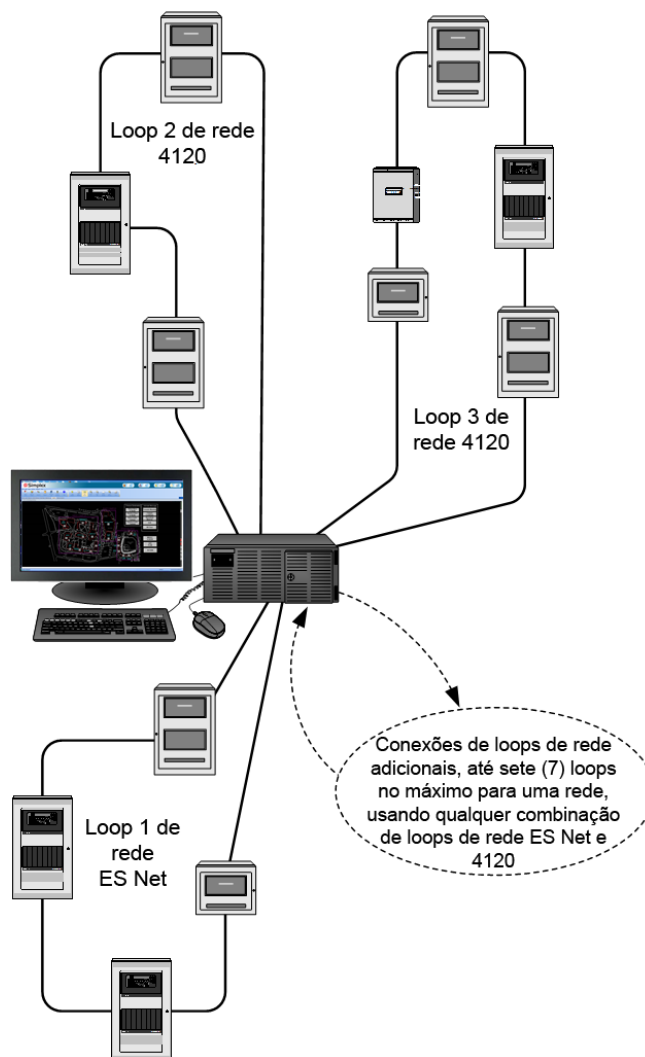 Loop 2 de rede
4120
Loop 3 de
rede 4120
Simplex
Conexões de loops de rede
adicionais, até sete (7) loops
no máximo para uma rede,
usando qualquer combinação
de loops de rede ES Net e
4120
Loop 1 de
rede
ES Net